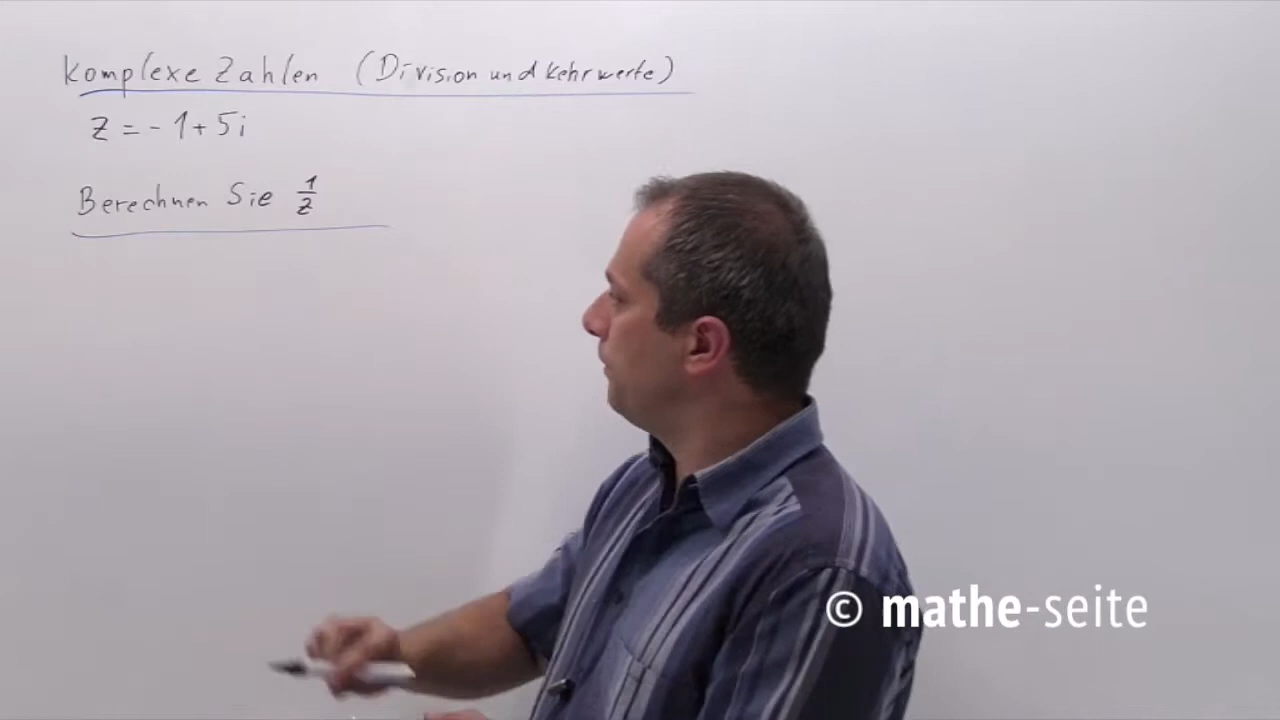 Komplexe Zahlen (Division und Kehrwerte)
z = - 1 + 5i
Berechnen Sie 1/z
© mathe-seite